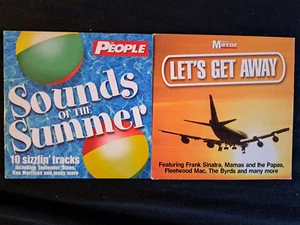 The PEOPLE
Sounds
OF THE
Summer
10 sizzlin' tracks
Van Morrison and many more
Mirror
LET'S GET AWAY
Featuring Frank Sinatra, Mamas and the Papas,
Fleetwood Mac, The Byrds and many more